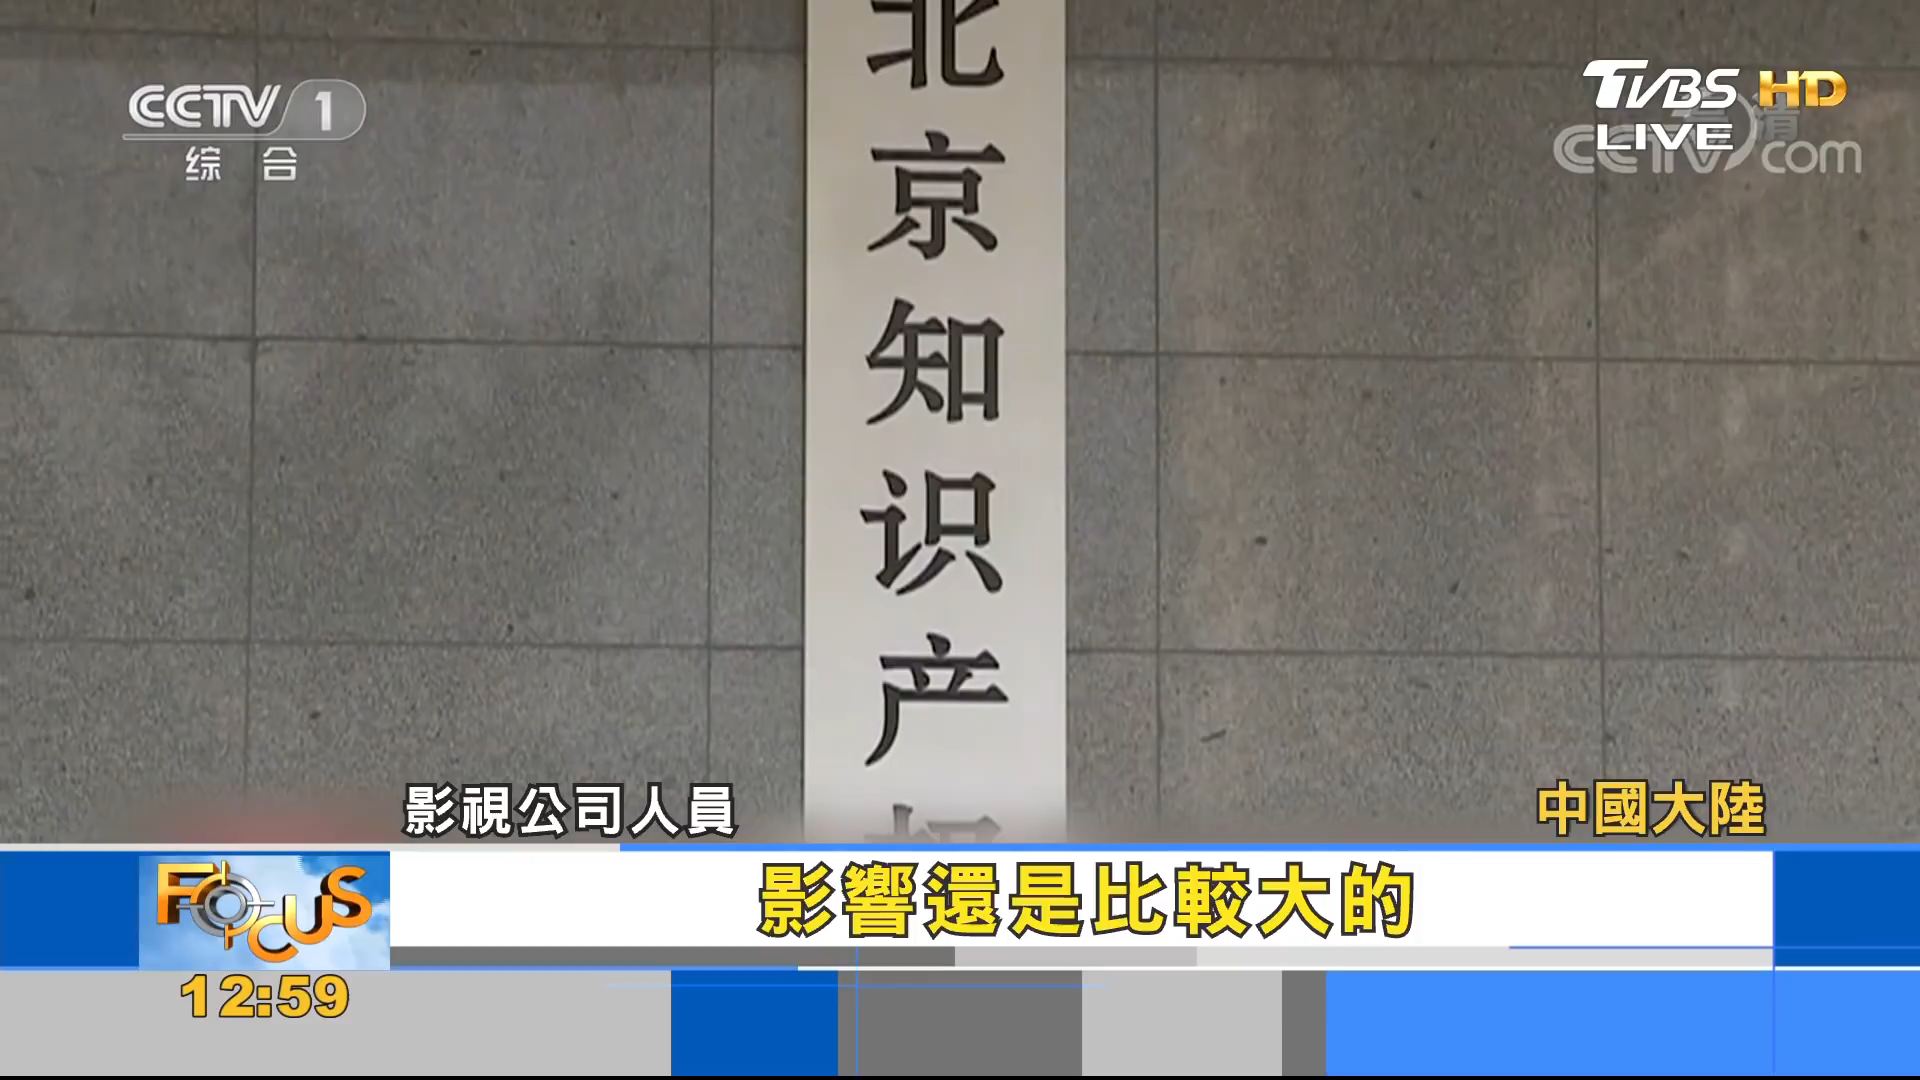 CCTV 1
综合
TVBS HD
LIVE
CCTV.com
北京知识产
影視公司人員
中國大陸
影響還是比較大的
FOCUS
12:59